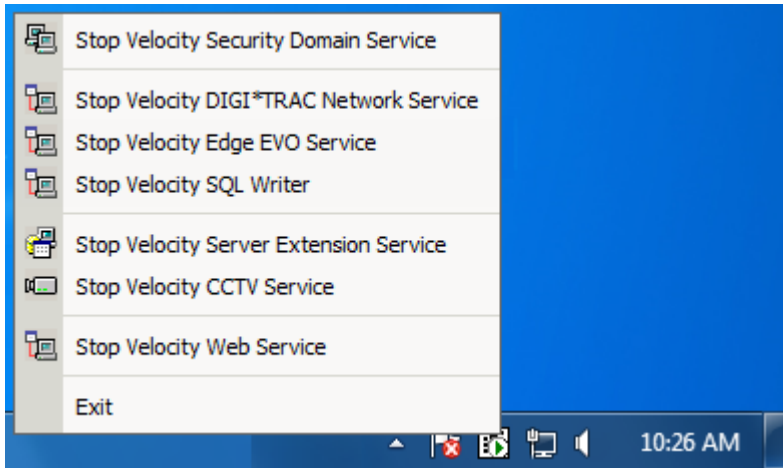 Stop Velocity Security Domain Service
Stop Velocity DIGI*TRAC Network Service
Stop Velocity Edge EVO Service
Stop Velocity SQL Writer
Stop Velocity Server Extension Service
Stop Velocity CCTV Service
Stop Velocity Web Service
Exit
10:26 AM